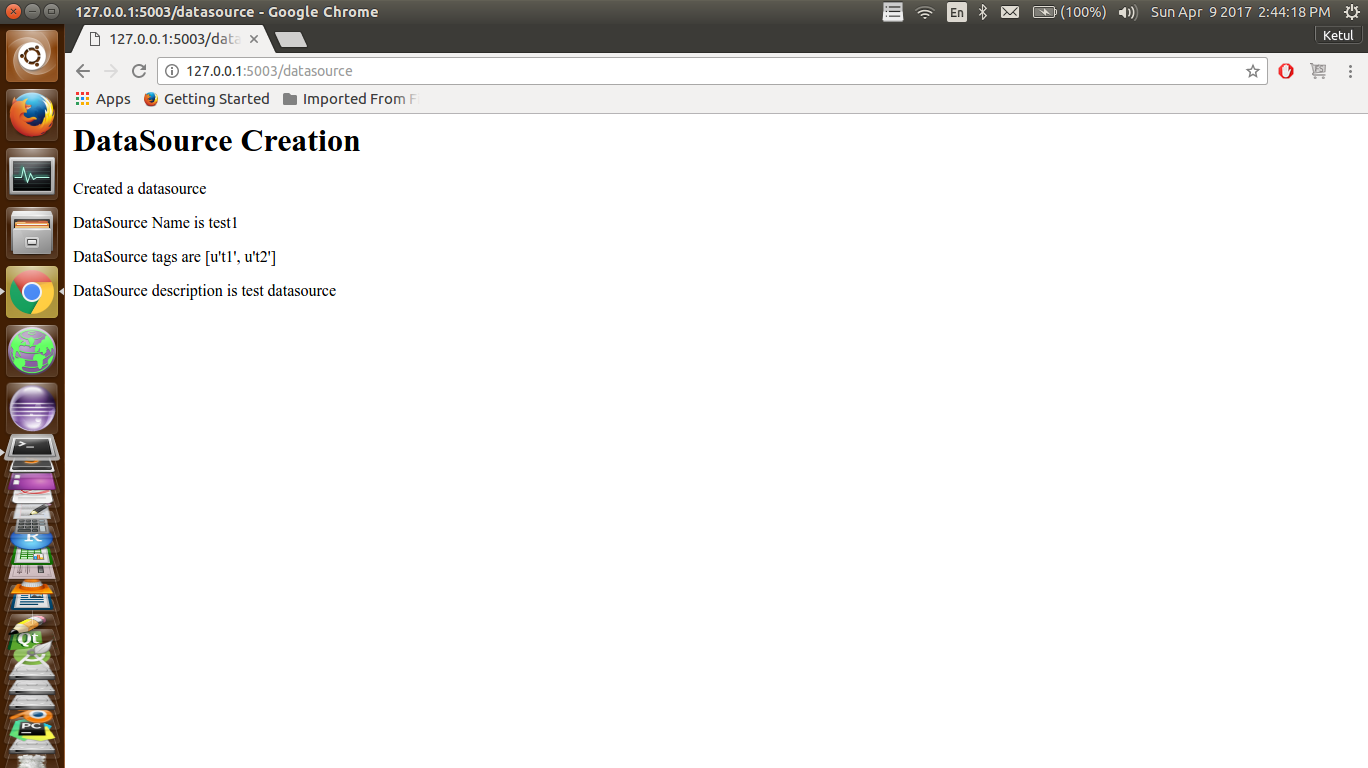 127.0.0.1:5003/datasource - Google Chrome
En
(100%)
Sun Apr 9 2017 2:44:18 PM
127.0.0.1:5003/data
Ketul
127.0.0.1:5003/datasource
Apps
Getting Started
Imported From F
DataSource Creation
Created a datasource
DataSource Name is test1
DataSource tags are [u't1', u't2']
DataSource description is test datasource
>_
K
Qt
PC